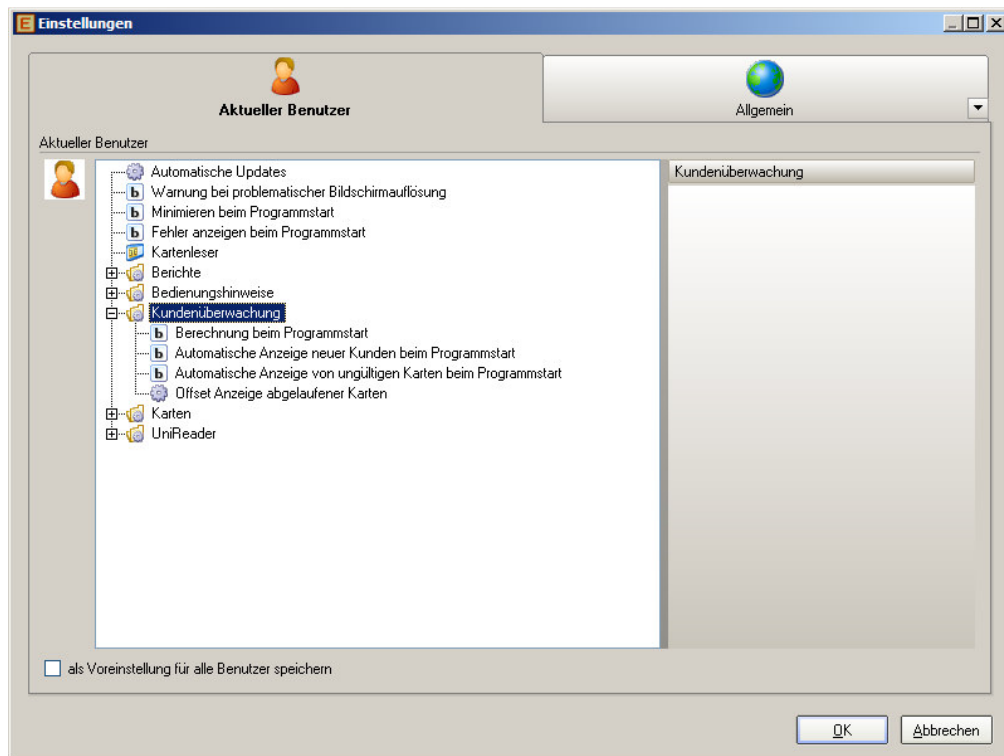 Einstellungen
Aktueller Benutzer
Allgemein
Aktueller Benutzer
Automatische Updates
Warnung bei problematischer Bildschirmauflösung
Minimieren beim Programmstart
Fehler anzeigen beim Programmstart
Kartenleser
Berichte
Bedienungshinweise
Kundenüberwachung
Berechnung beim Programmstart
Automatische Anzeige neuer Kunden beim Programmstart
Automatische Anzeige von ungültigen Karten beim Programmstart
Offset Anzeige abgelaufener Karten
Karten
UniReader
Kundenüberwachung
als Voreinstellung für alle Benutzer speichern
OK
Abbrechen